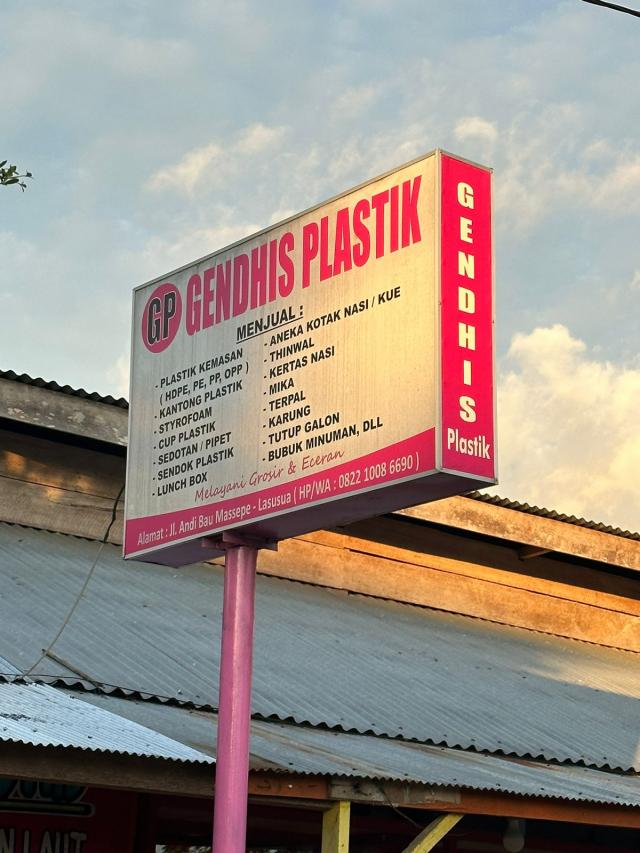 GP GENDHIS PLASTIK
MENJUAL :
- PLASTIK KEMASAN
( HDPE, PE, PP, OPP )
- KANTONG PLASTIK
- STYROFOAM
- CUP PLASTIK
- SEDOTAN / PIPET
- SENDOK PLASTIK
- LUNCH BOX
- ANEKA KOTAK NASI / KUE
- THINWAL
- KERTAS NASI
- MIKA
- TERPAL
- KARUNG
- TUTUP GALON
- BUBUK MINUMAN, DLL
Melayani Grosir & Eceran
Alamat : Jl. Andi Bau Massepe - Lasusua ( HP/WA : 0822 1008 6690 )
GENDHIS
Plastik
LAUT